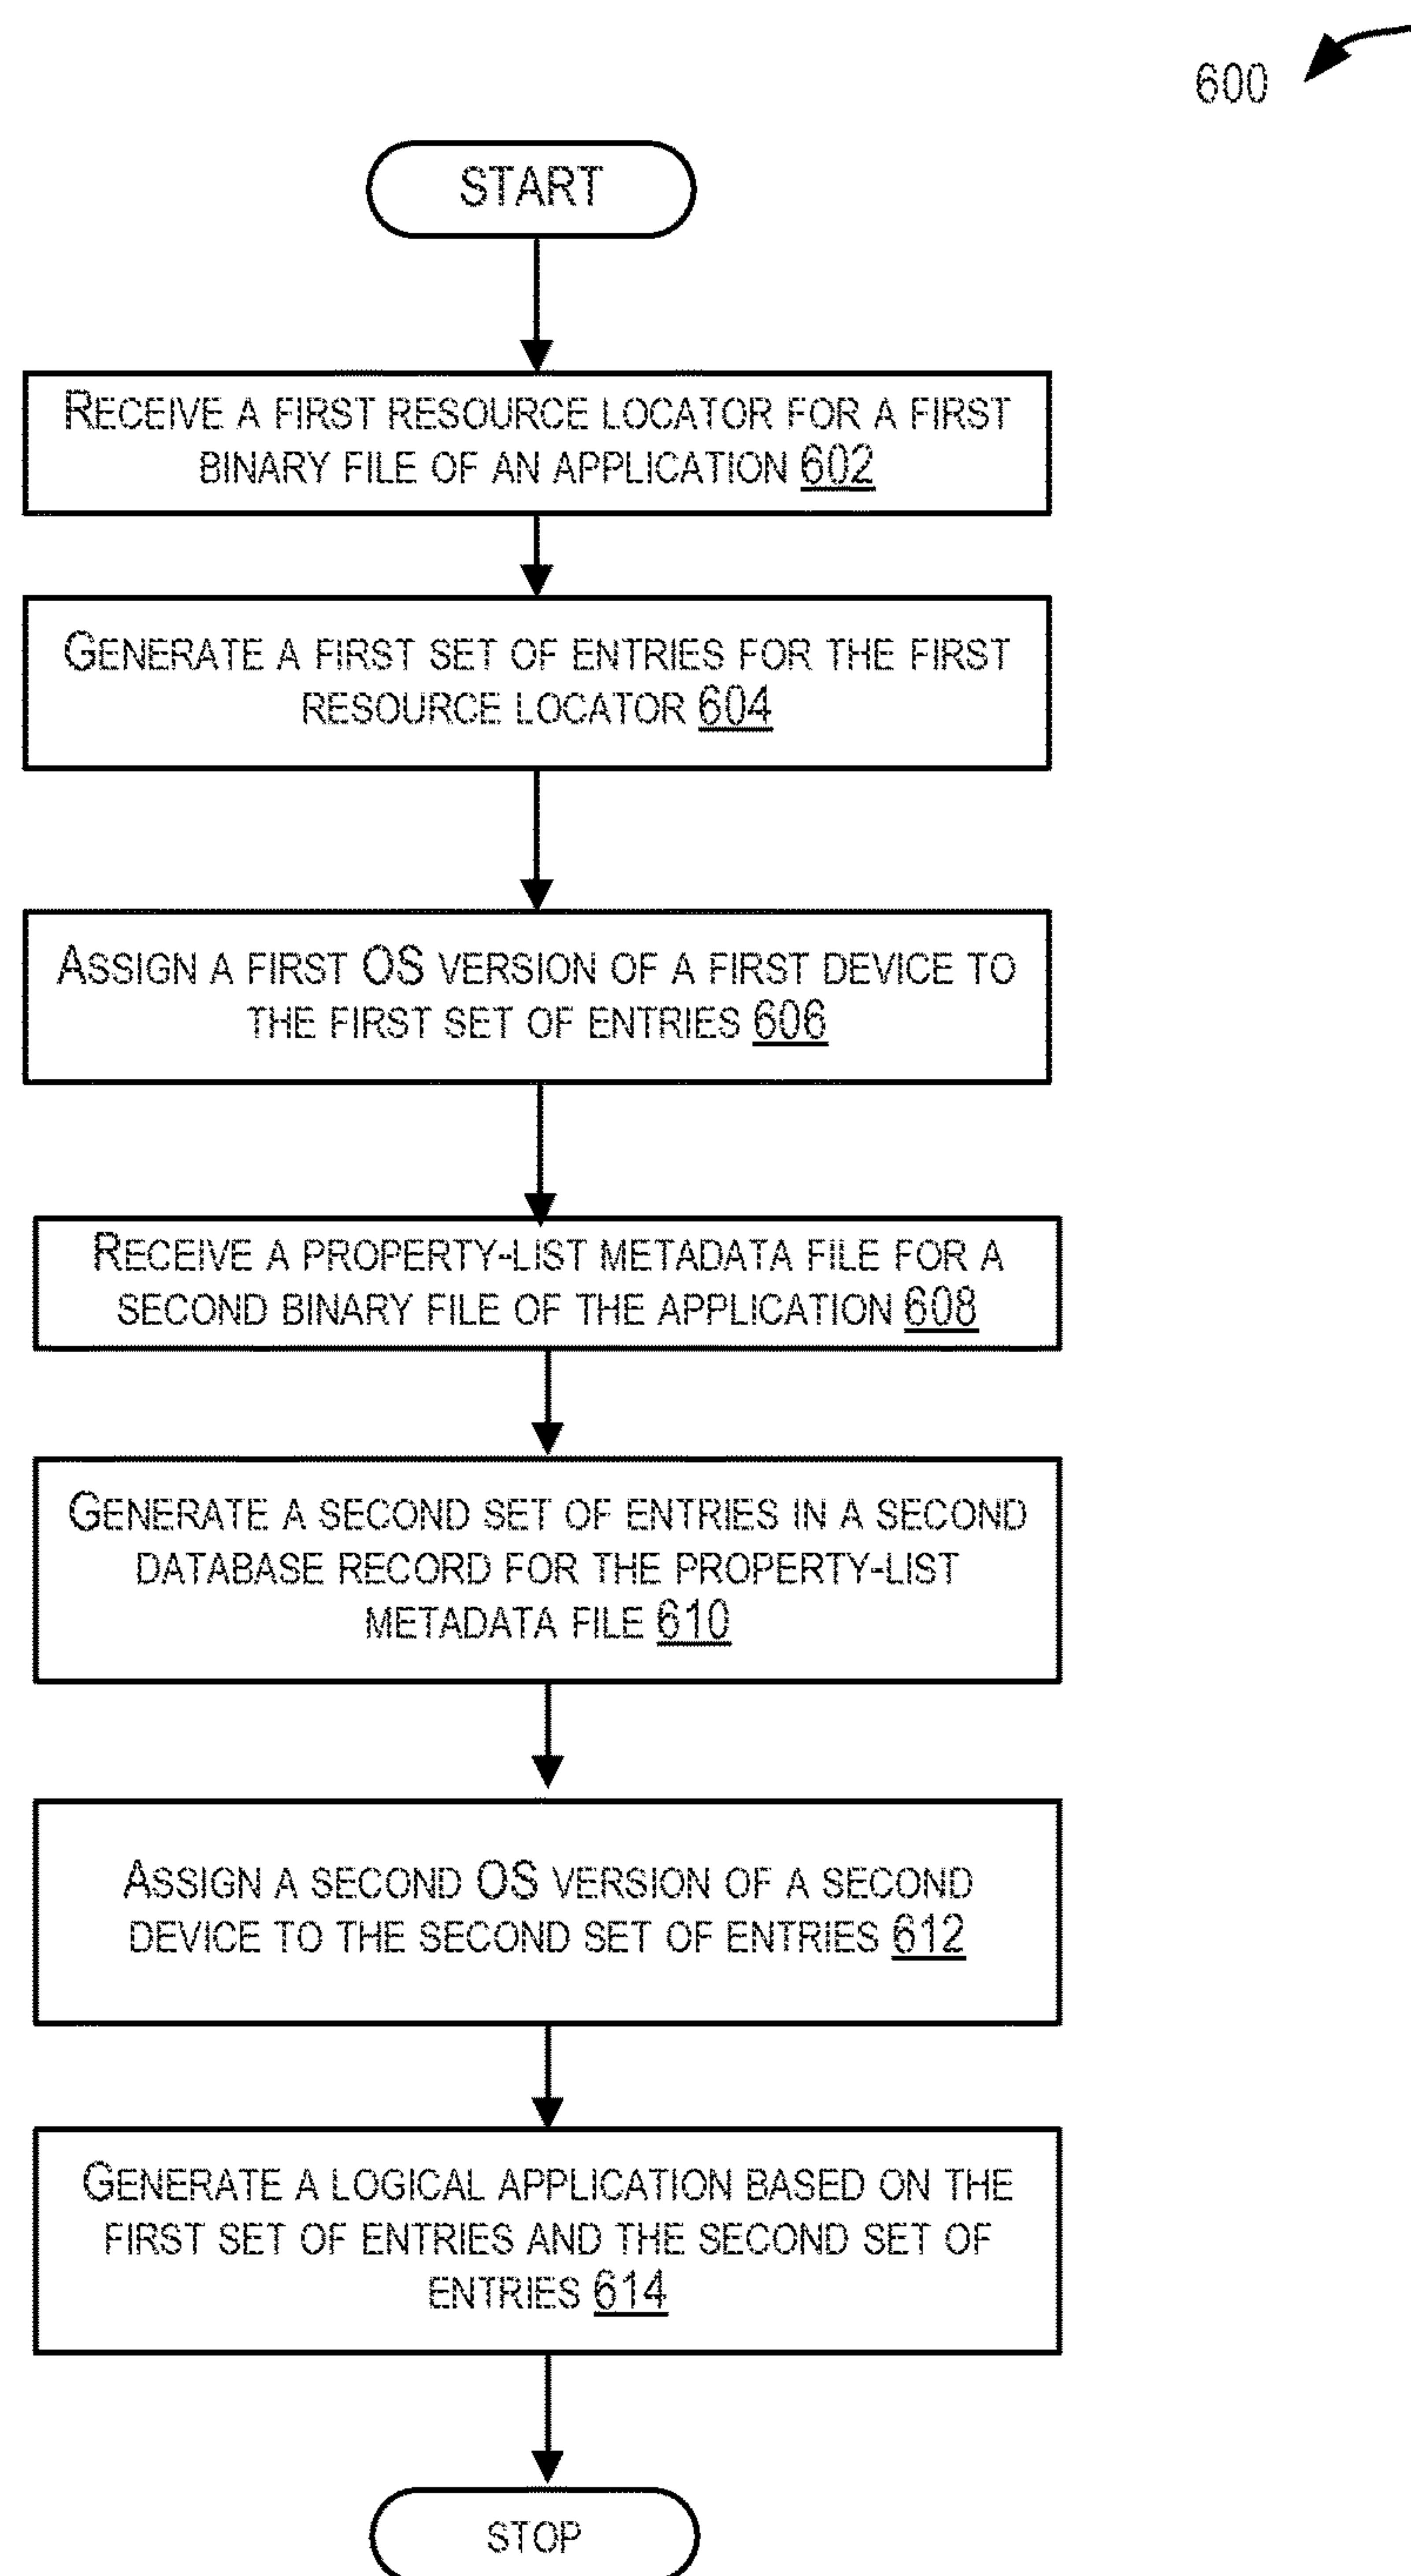 600
START
RECEIVE A FIRST RESOURCE LOCATOR FOR A FIRST
BINARY FILE OF AN APPLICATION 602
GENERATE A FIRST SET OF ENTRIES FOR THE FIRST
RESOURCE LOCATOR 604
ASSIGN A FIRST OS VERSION OF A FIRST DEVICE TO
THE FIRST SET OF ENTRIES 606
RECEIVE A PROPERTY-LIST METADATA FILE FOR A
SECOND BINARY FILE OF THE APPLICATION 608
GENERATE A SECOND SET OF ENTRIES IN A SECOND
DATABASE RECORD FOR THE PROPERTY-LIST
METADATA FILE 610
ASSIGN A SECOND OS VERSION OF A SECOND
DEVICE TO THE SECOND SET OF ENTRIES 612
GENERATE A LOGICAL APPLICATION BASED ON THE
FIRST SET OF ENTRIES AND THE SECOND SET OF
ENTRIES 614
STOP